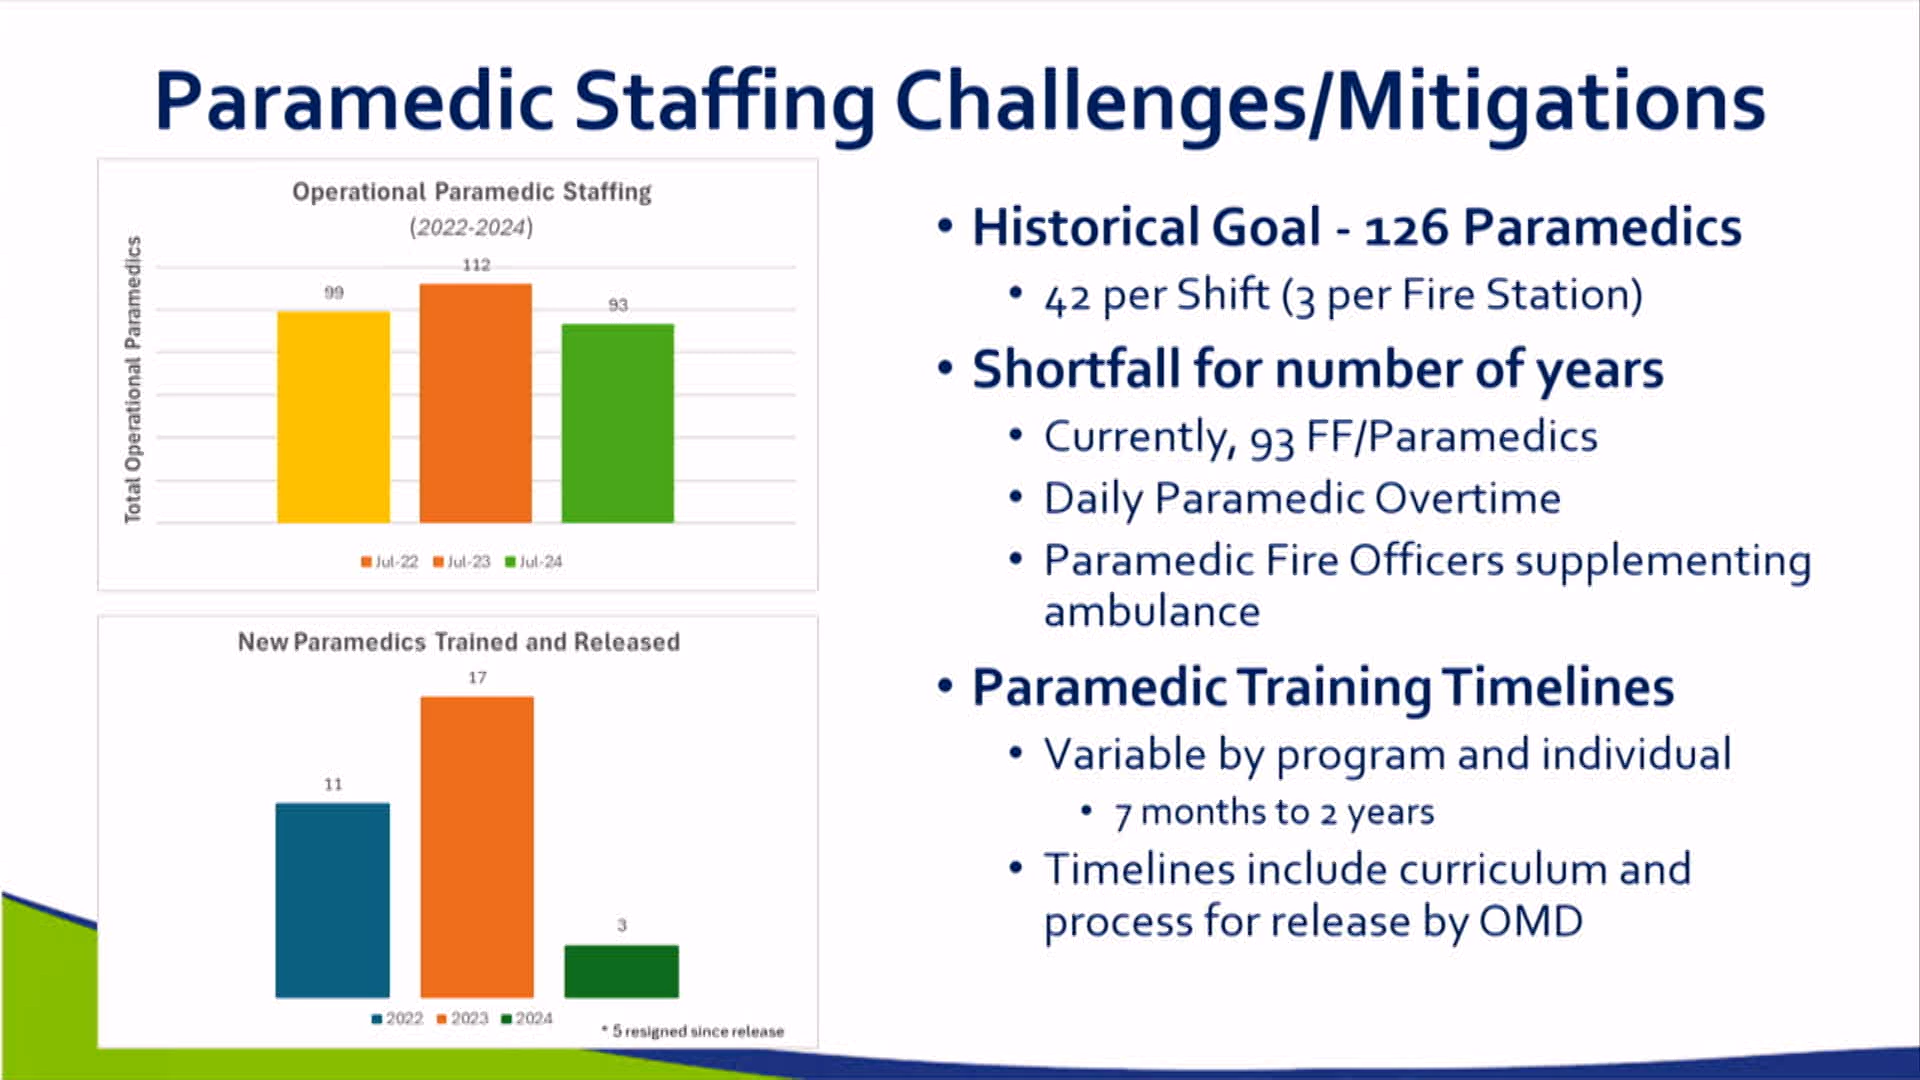 Paramedic Staffing Challenges/Mitigations
Operational Paramedic Staffing
(2022-2024)
Total Operational Paramedics
99
112
93
Jul-22 Jul-23 Jul-24
New Paramedics Trained and Released
11
17
3
2022 2023 2024
* 5 resigned since release
• Historical Goal - 126 Paramedics
• 42 per Shift (3 per Fire Station)
• Shortfall for number of years
• Currently, 93 FF/Paramedics
• Daily Paramedic Overtime
• Paramedic Fire Officers supplementing
ambulance
• Paramedic Training Timelines
• Variable by program and individual
• 7 months to 2 years
• Timelines include curriculum and
process for release by OMD